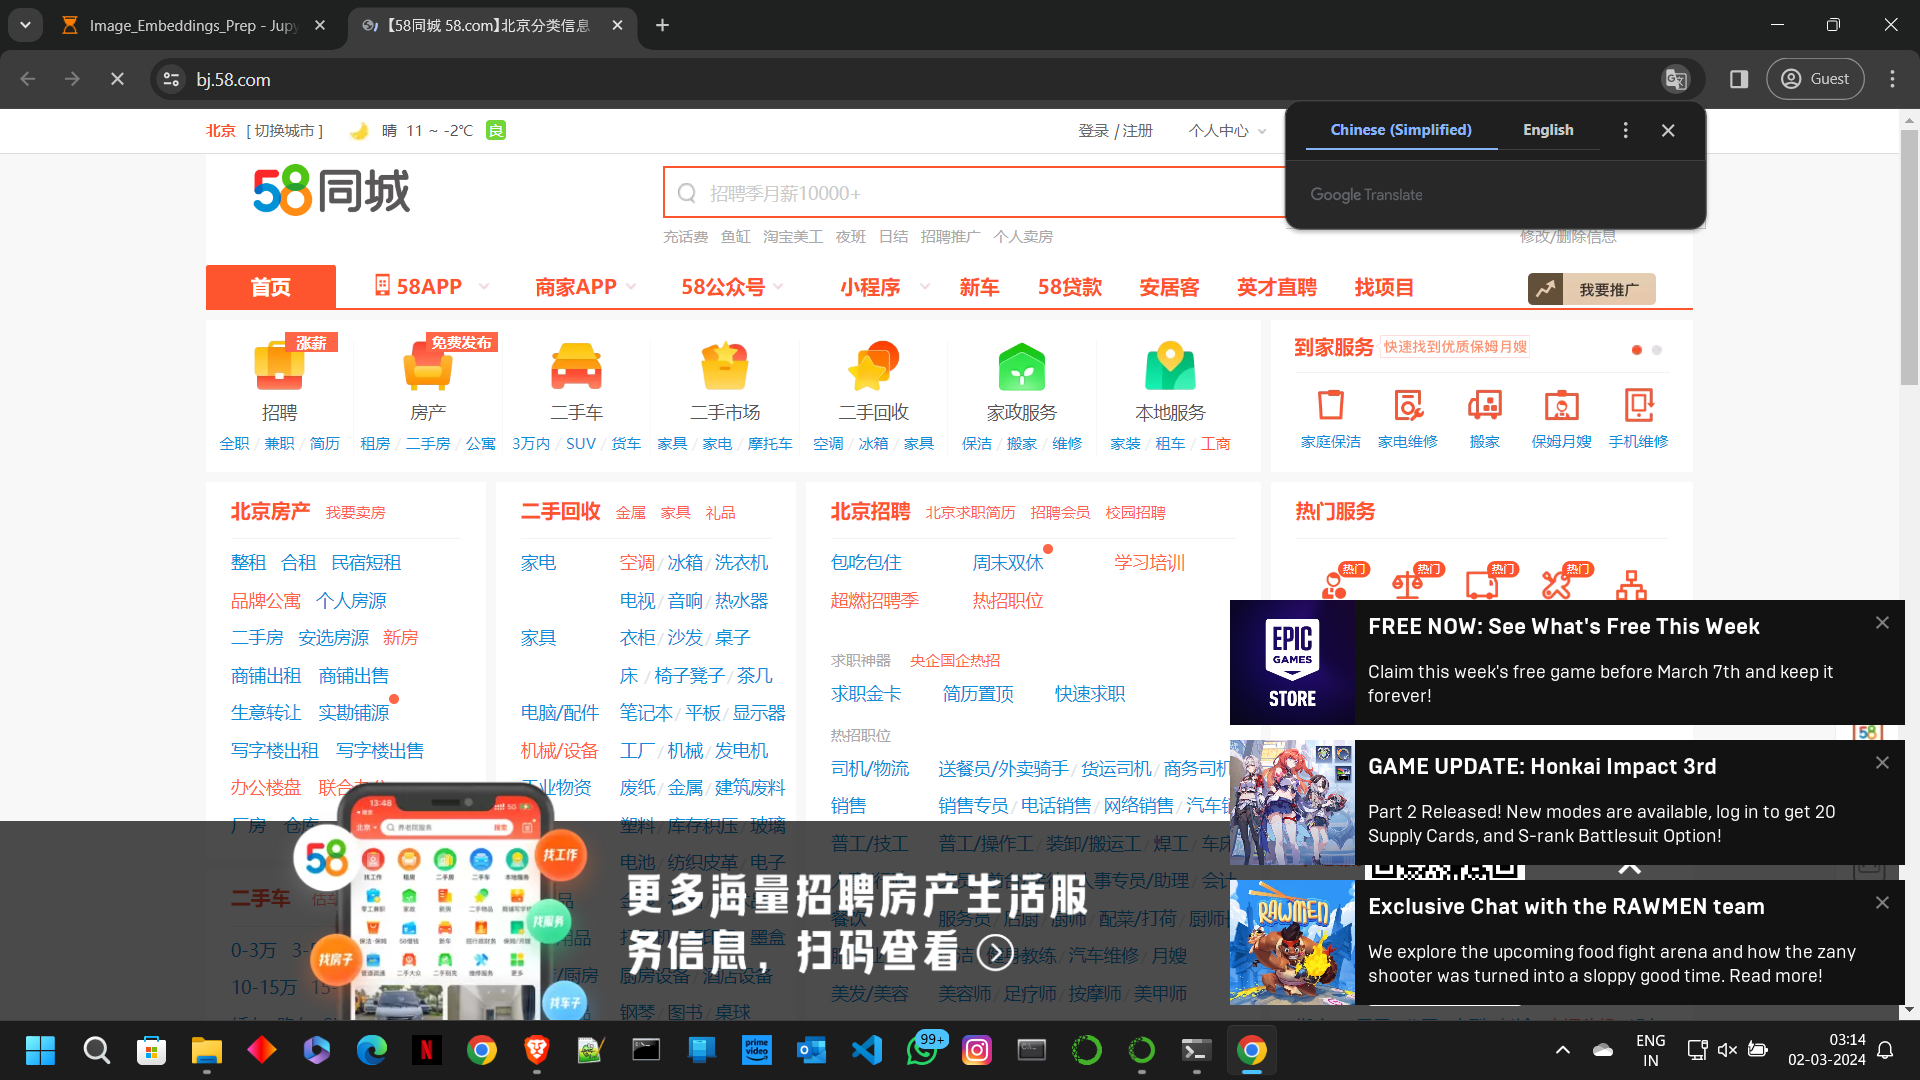 Image_Embeddings_Prep - Jupy
【58同城 58.com】北京分类信息
bj.58.com
Guest
北京 [ 切换城市 ] 晴 11 ~ -2℃ 良
登录 / 注册 个人中心
Chinese (Simplified) English
Google Translate
58同城
招聘季月薪10000+
充话费 鱼缸 淘宝美工 夜班 日结 招聘推广 个人卖房
修改/删除信息
首页 58APP 商家APP 58公众号 小程序 新车 58贷款 安居客 英才直聘 找项目 我要推广
涨薪 免费发布
招聘 房产 二手车 二手市场 二手回收 家政服务 本地服务
全职 / 兼职 / 简历 租房 / 二手房 / 公寓 3万内 / SUV / 货车 家具 / 家电 / 摩托车 空调 / 冰箱 / 家具 保洁 / 搬家 / 维修 家装 / 租车 / 工商
到家服务 快速找到优质保姆月嫂
家庭保洁 家电维修 搬家 保姆月嫂 手机维修
北京房产 我要卖房
整租 合租 民宿短租
品牌公寓 个人房源
二手房 安选房源 新房
商铺出租 商铺出售
生意转让 实勘铺源
写字楼出租 写字楼出售
办公楼盘
厂房 仓库
二手车
0-3万
10-15万
二手回收 金属 家具 礼品
家电 空调 / 冰箱 / 洗衣机
电视 / 音响 / 热水器
家具 衣柜 / 沙发 / 桌子
床 / 椅子凳子 / 茶几
电脑/配件 笔记本 / 平板 / 显示器
机械/设备 工厂 / 机械 / 发电机
工业物资 废纸 / 金属 / 建筑废料
塑料 / 库存积压 / 玻璃
电池 / 纺织皮革 / 电子
墨盒
厨房设备 / 酒店设备
钢琴 / 图书 / 桌球
北京招聘 北京求职简历 招聘会员 校园招聘
包吃包住 周末双休 学习培训
超燃招聘季 热招职位
求职神器 央企国企热招
求职金卡 简历置顶 快速求职
热招职位
司机/物流 送餐员/外卖骑手 / 货运司机 / 商务司机
销售 销售专员 / 电话销售 / 网络销售 / 汽车销
普工/技工 普工/操作工 / 装卸/搬运工 / 焊工 / 车床
人事专员/助理 / 会计
餐饮 服务员 / 后厨 / 厨师 / 配菜/打荷 / 厨师长
健身教练 / 汽车维修 / 月嫂
美发/美容 美容师 / 足疗师 / 按摩师 / 美甲师
热门服务
热门 热门 热门 热门
EPIC
GAMES
STORE
FREE NOW: See What's Free This Week
Claim this week's free game before March 7th and keep it
forever!
58
GAME UPDATE: Honkai Impact 3rd
Part 2 Released! New modes are available, log in to get 20
Supply Cards, and S-rank Battlesuit Option!
RAWMEN
Exclusive Chat with the RAWMEN team
We explore the upcoming food fight arena and how the zany
shooter was turned into a sloppy good time. Read more!
13:48
58
找工作
找服务
找房子
找车子
更多海量招聘房产生活服
务信息，扫码查看
prime
video
99+
ENG
IN
03:14
02-03-2024